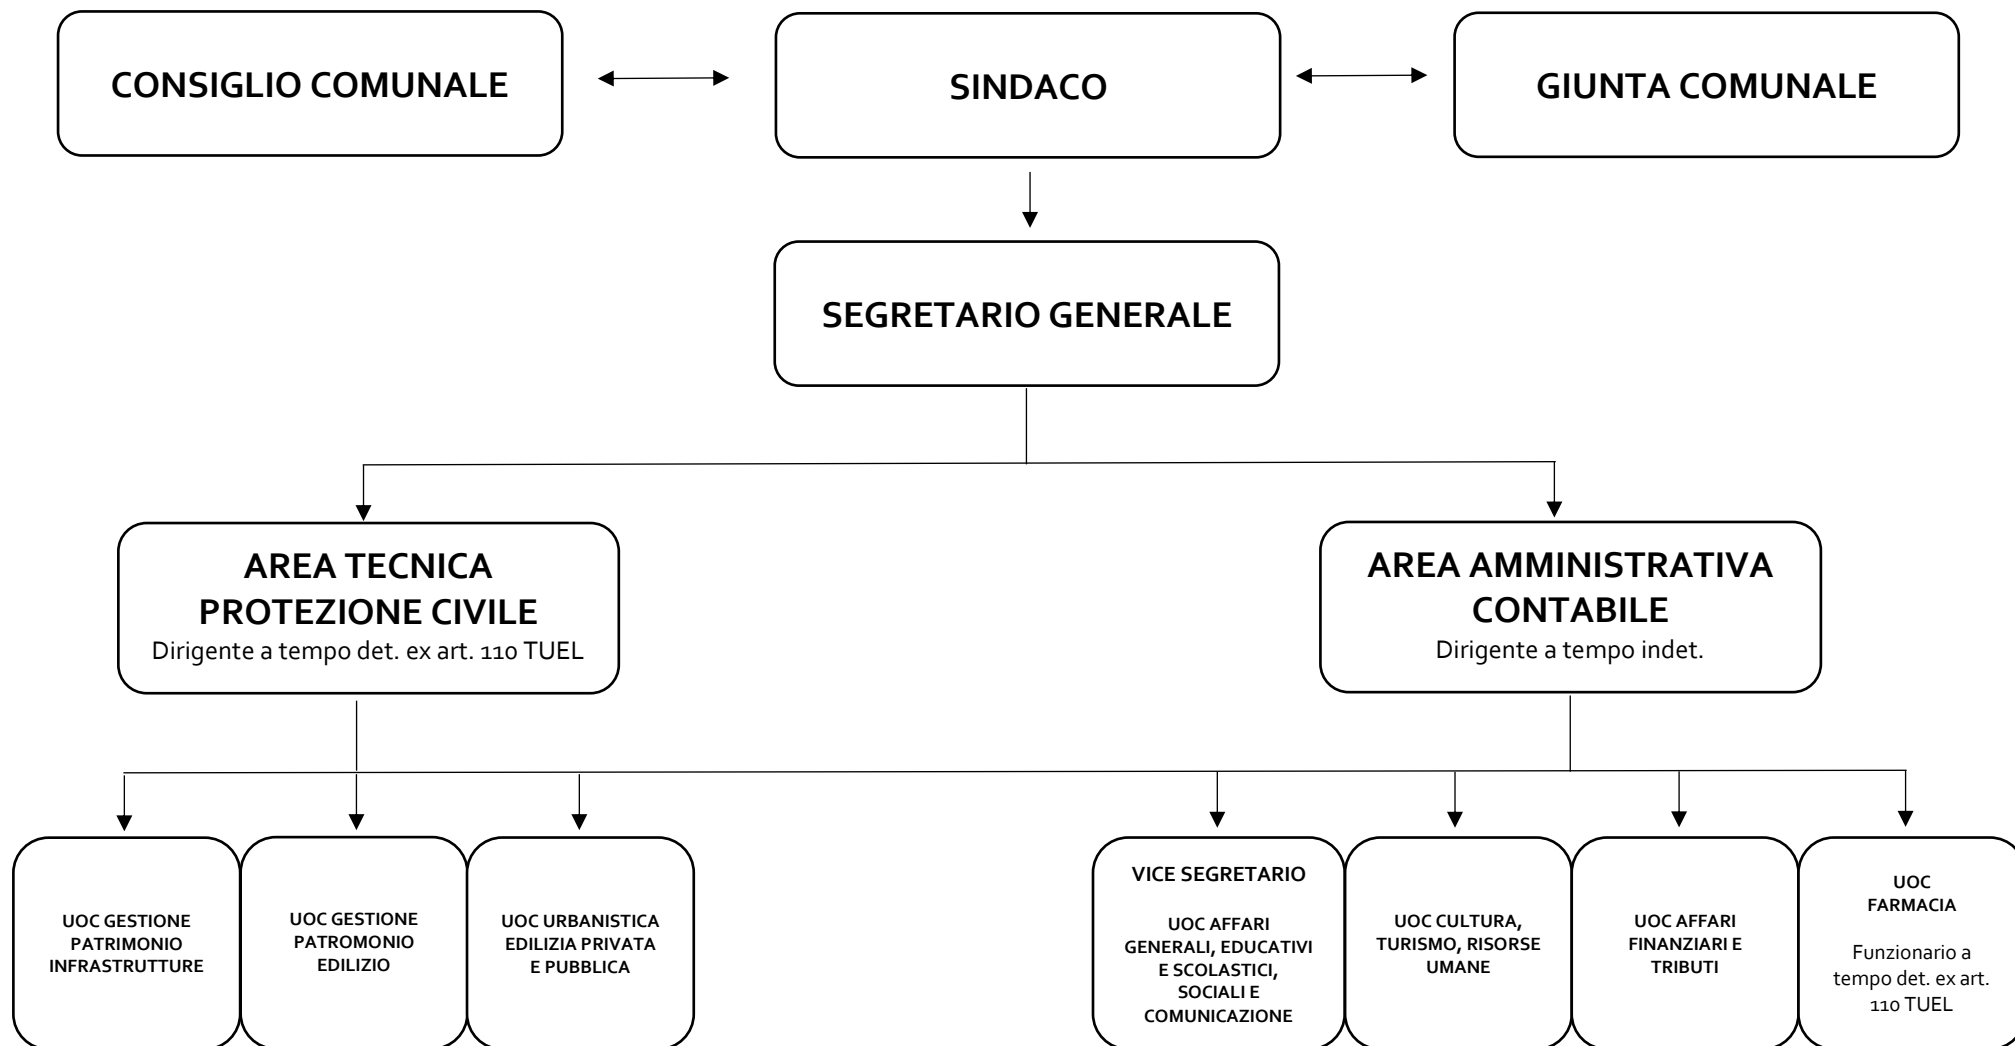 CONSIGLIO COMUNALE
SINDACO
GIUNTA COMUNALE
SEGRETARIO GENERALE
AREA TECNICA
PROTEZIONE CIVILE
Dirigente a tempo det. ex art. 110 TUEL
AREA AMMINISTRATIVA
CONTABILE
Dirigente a tempo indet.
UOC GESTIONE
PATRIMONIO
INFRASTRUTTURE
UOC GESTIONE
PATROMONIO
EDILIZIO
UOC URBANISTICA
EDILIZIA PRIVATA
E PUBBLICA
VICE SEGRETARIO
UOC AFFARI
GENERALI, EDUCATIVI
E SCOLASTICI,
SOCIALI E
COMUNICAZIONE
UOC CULTURA,
TURISMO, RISORSE
UMANE
UOC AFFARI
FINANZIARI E
TRIBUTI
UOC
FARMACIA
Funzionario a
tempo det. ex art.
110 TUEL